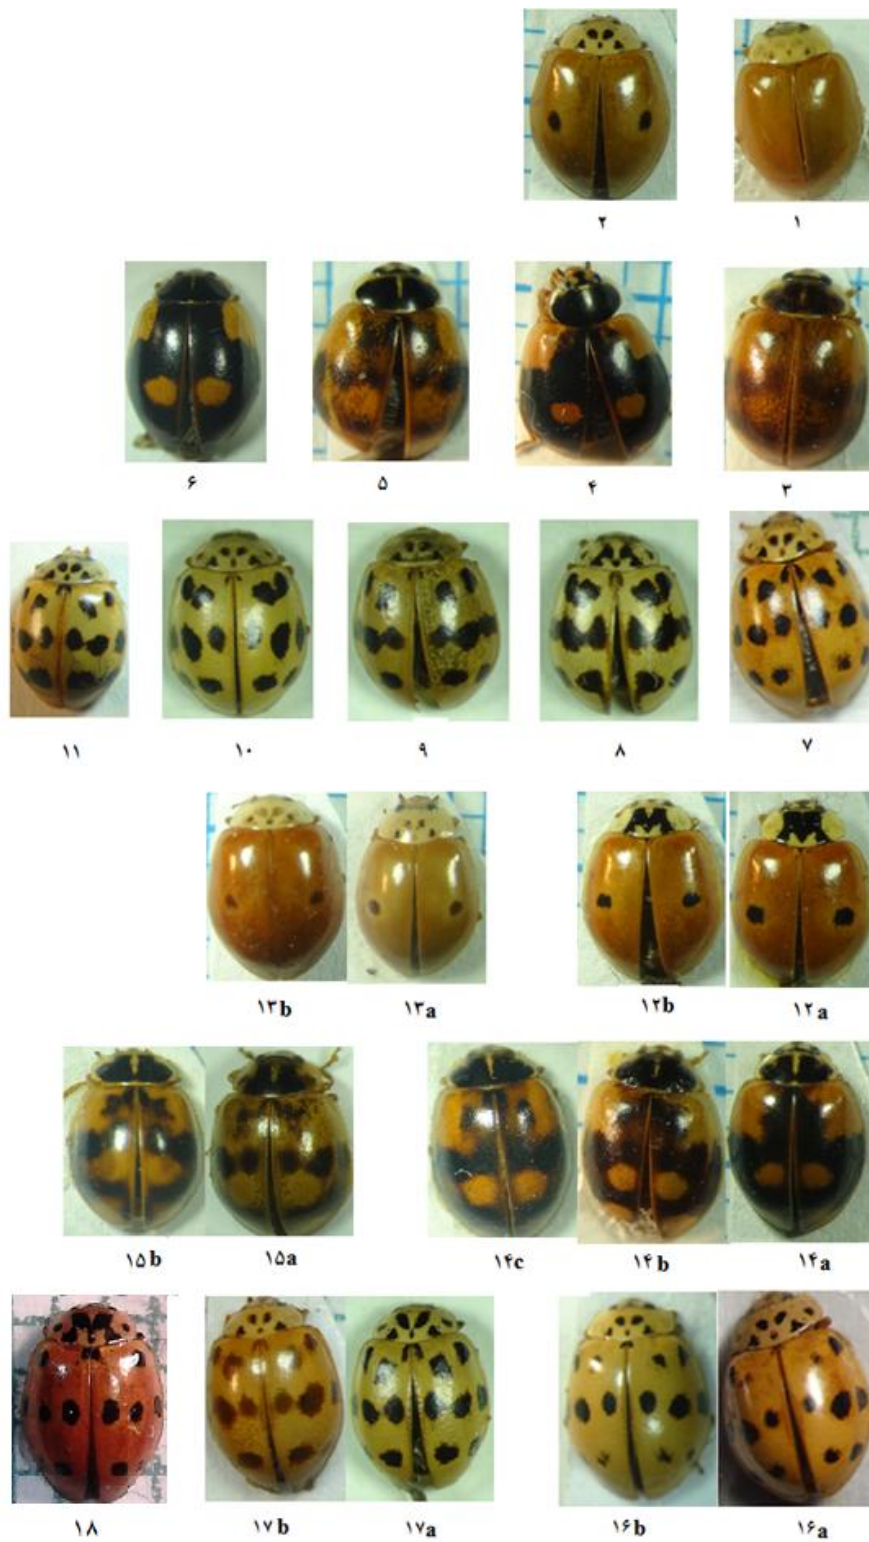 ۱ ۲
۳ ۴ ۵ ۶
۷ ۸ ۹ ۱۰ ۱۱
۱۲a ۱۲b ۱۳a ۱۳b
۱۴a ۱۴b ۱۴c ۱۵a ۱۵b
۱۶a ۱۶b ۱۷a ۱۷b ۱۸